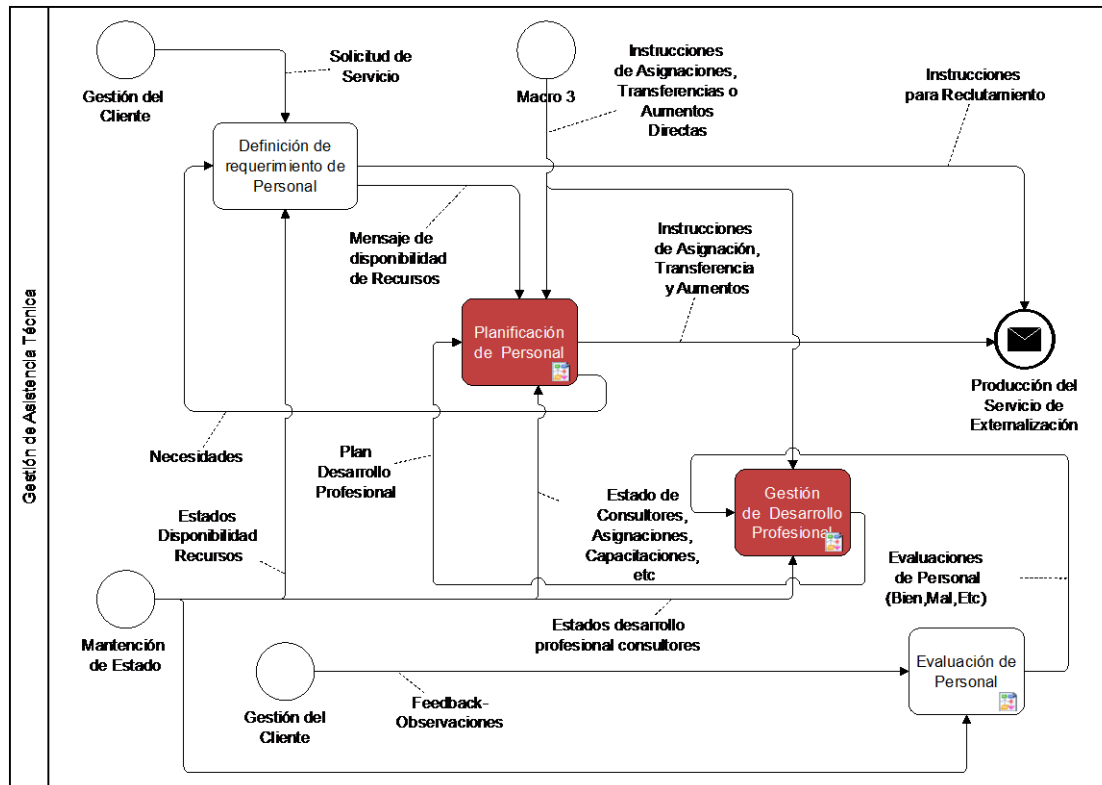 Gestión de Asistencia Técnica
Gestión del
Cliente
Solicitud de
Servicio
Macro 3
Instrucciones
de Asignaciones,
Transferencias o
Aumentos
Directas
Instrucciones
para Reclutamiento
Definición de
requerimiento de
Personal
Mensaje de
disponibilidad
de Recursos
Instrucciones
de Asignación,
Transferencia
y Aumentos
Planificación
de Personal
Producción del
Servicio de
Externalización
Necesidades
Plan
Desarrollo
Profesional
Estados
Disponibilidad
Recursos
Estado de
Consultores,
Asignaciones,
Capacitaciones,
etc
Gestión
de Desarrollo
Profesional
Evaluaciones
de Personal
(Bien,Mal,Etc)
Mantención
de Estado
Estados desarrollo
profesional consultores
Evaluación de
Personal
Gestión del
Cliente
Feedback-
Observaciones